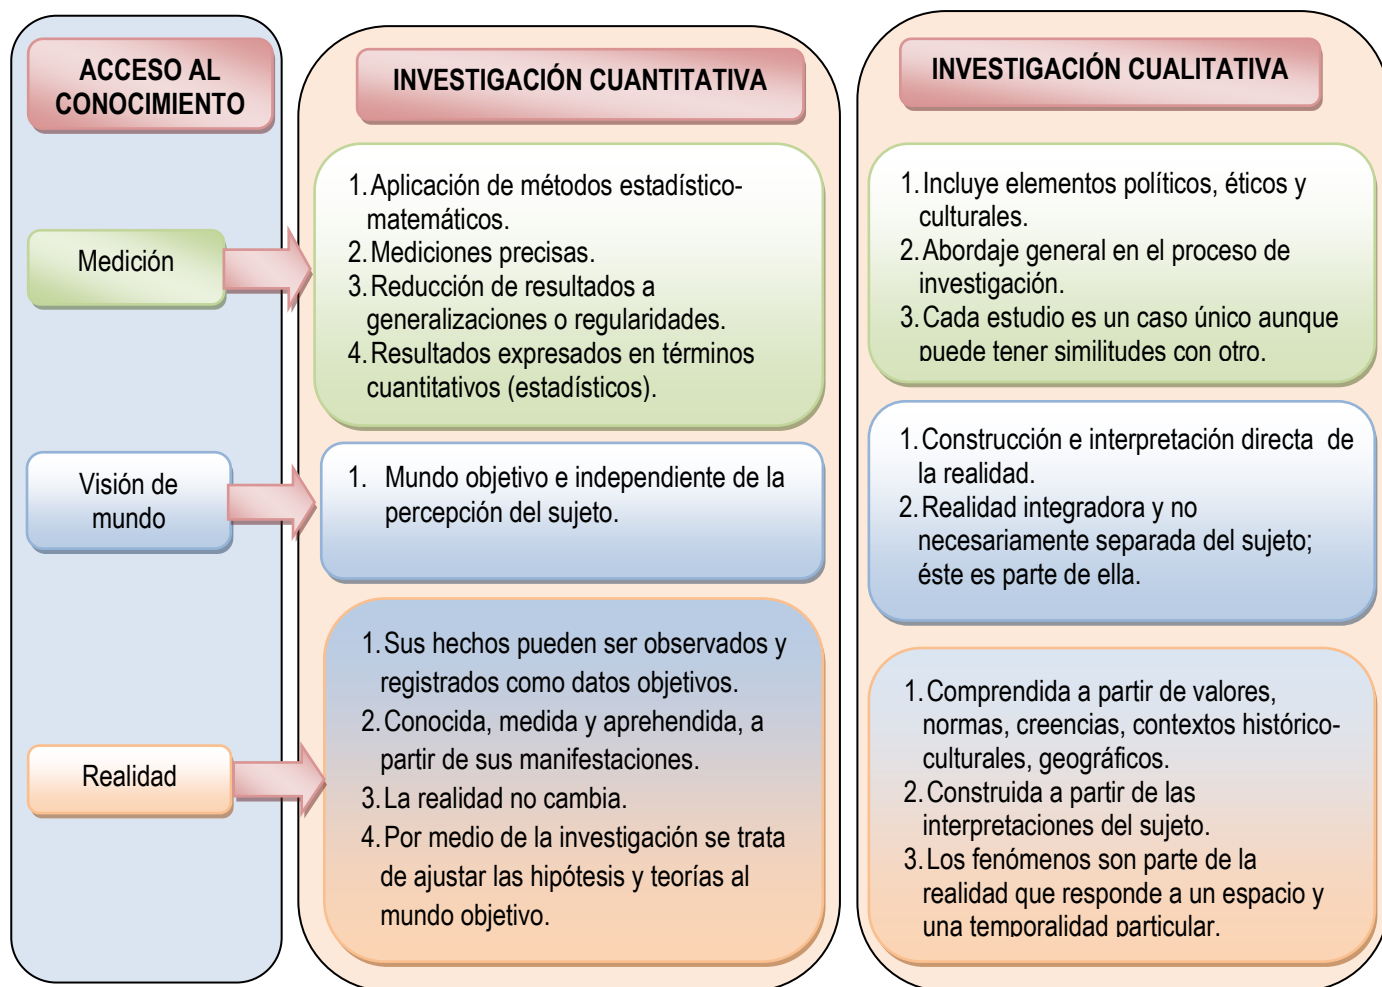 ACCESO AL
CONOCIMIENTO
Medición
Visión de
mundo
Realidad
INVESTIGACIÓN CUANTITATIVA
1. Aplicación de métodos estadístico-
matemáticos.
2. Mediciones precisas.
3. Reducción de resultados a
generalizaciones o regularidades.
4. Resultados expresados en términos
cuantitativos (estadísticos).
1. Mundo objetivo e independiente de la
percepción del sujeto.
1. Sus hechos pueden ser observados y
registrados como datos objetivos.
2. Conocida, medida y aprehendida, a
partir de sus manifestaciones.
3. La realidad no cambia.
4. Por medio de la investigación se trata
de ajustar las hipótesis y teorías al
mundo objetivo.
INVESTIGACIÓN CUALITATIVA
1. Incluye elementos políticos, éticos y
culturales.
2. Abordaje general en el proceso de
investigación.
3. Cada estudio es un caso único aunque
puede tener similitudes con otro.
1. Construcción e interpretación directa de
la realidad.
2. Realidad integradora y no
necesariamente separada del sujeto;
éste es parte de ella.
1. Comprendida a partir de valores,
normas, creencias, contextos histórico-
culturales, geográficos.
2. Construida a partir de las
interpretaciones del sujeto.
3. Los fenómenos son parte de la
realidad que responde a un espacio y
una temporalidad particular.